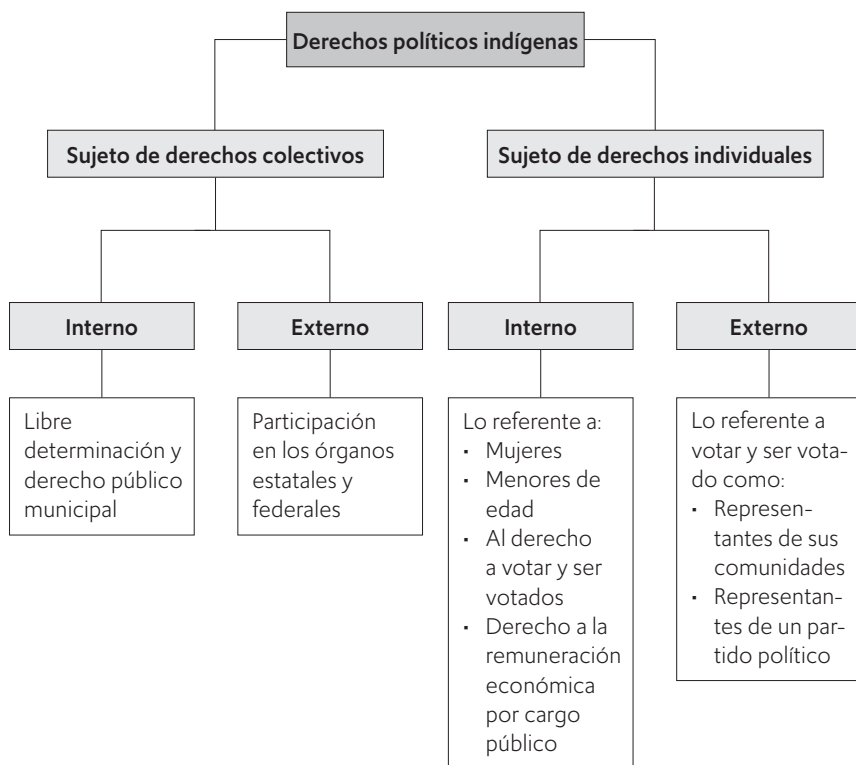 Derechos políticos indígenas
Sujeto de derechos colectivos
Sujeto de derechos individuales
Interno
Externo
Interno
Externo
Libre
determinación y
derecho público
municipal
Participación
en los órganos
estatales y
federales
Lo referente a:
• Mujeres
• Menores de
edad
• Al derecho
a votar y ser
votados
• Derecho a la
remuneración
económica
por cargo
público
Lo referente a
votar y ser vota-
do como:
• Represen-
tantes de sus
comunidades
• Representan-
tes de un par-
tido político